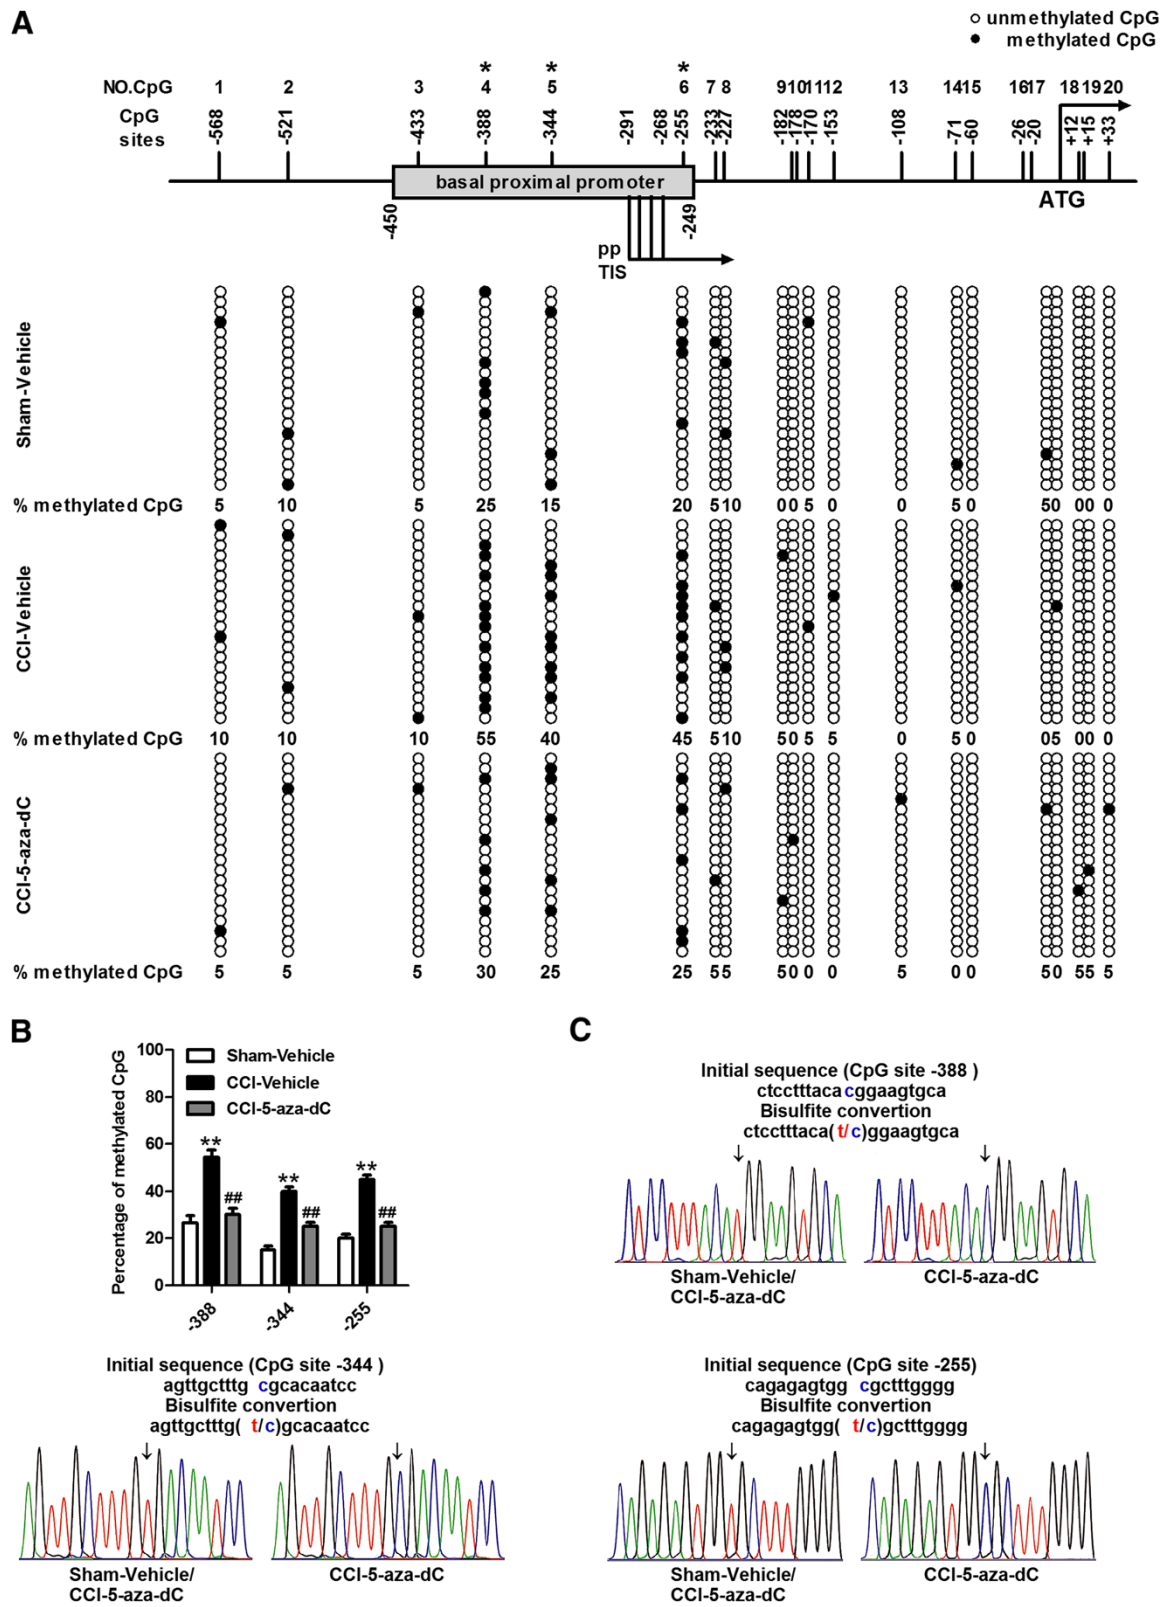 A
unmethylated CpG
methylated CpG
* * *
NO.CpG 1 2 3 4 5 6 7 8 9 10 11 12 13 14 15 16 17 18 19 20
CpG sites -568 -521 -433 -388 -344 -291 -268 -255 -232 -227 -182 -178 -170 -153 -108 -71 -60 -26 -20 +12 +15 +33
basal proximal promoter
ATG
-450 -249
pp
TIS
Sham-Vehicle
% methylated CpG 5 10 5 25 15 20 5 10 0 0 5 0 0 5 0 5 0 0 0 0
CCI-Vehicle
% methylated CpG 10 10 10 55 40 45 5 10 5 0 5 5 0 5 0 0 5 0 0 0
CCI-5-aza-dC
% methylated CpG 5 5 5 30 25 25 5 5 5 0 0 0 5 0 0 5 0 5 5 5
B
Percentage of methylated CpG
100
80
60
40
20
0
Sham-Vehicle
CCI-Vehicle
CCI-5-aza-dC
** ** **
## ## ##
-388 -344 -255
C
Initial sequence (CpG site -388 )
ctcctttaca cggaagtgca
Bisulfite convertion
ctcctttaca( t/c)ggaagtgca
Sham-Vehicle/
CCI-5-aza-dC
CCI-5-aza-dC
Initial sequence (CpG site -344 )
agttgctttg cgcacaatcc
Bisulfite convertion
agttgctttg( t/c)gcacaatcc
Sham-Vehicle/
CCI-5-aza-dC
CCI-5-aza-dC
Initial sequence (CpG site -255)
cagagagtgg cgctttgggg
Bisulfite convertion
cagagagtgg( t/c)gctttgggg
Sham-Vehicle/
CCI-5-aza-dC
CCI-5-aza-dC